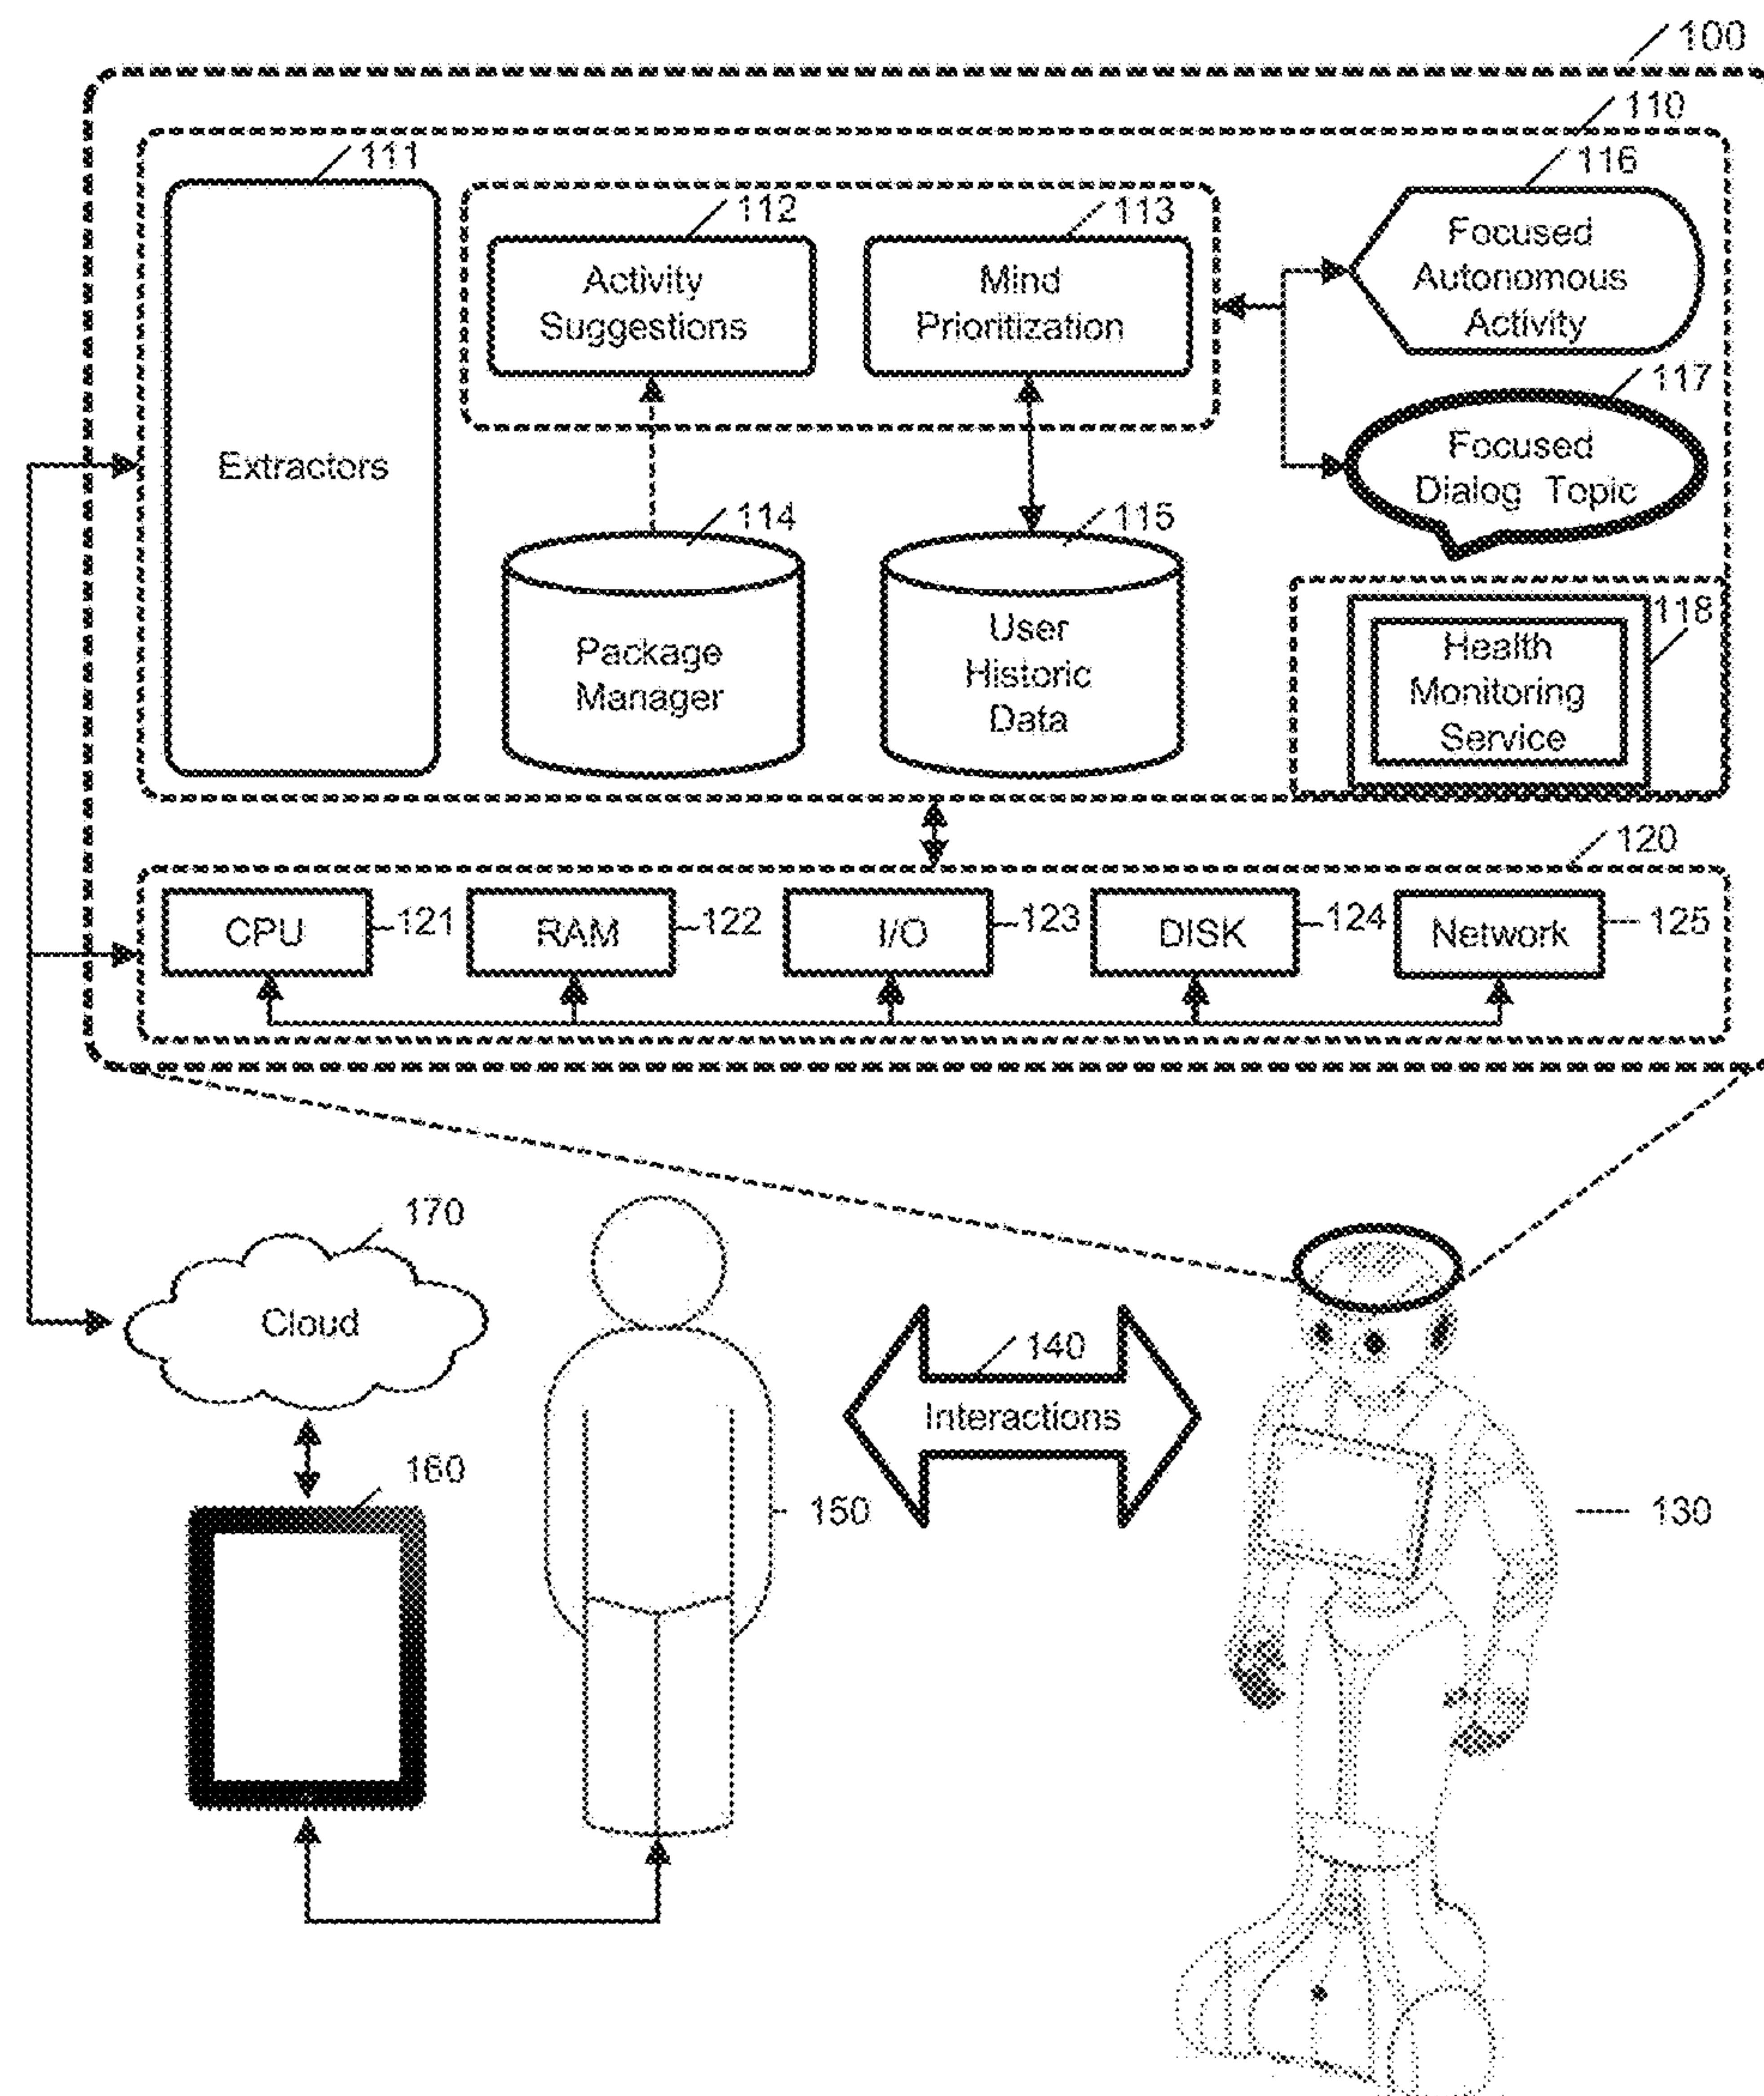 100
110
111
116
112
113
Focused
Autonomous
Activity
Activity
Suggestions
Mind
Prioritization
117
Focused
Dialog Topic
Extractors
114
115
118
Health
Monitoring
Service
Package
Manager
User
Historic
Data
120
CPU
121
RAM
122
I/O
123
DISK
124
Network
125
170
Cloud
140
Interactions
160
150
130